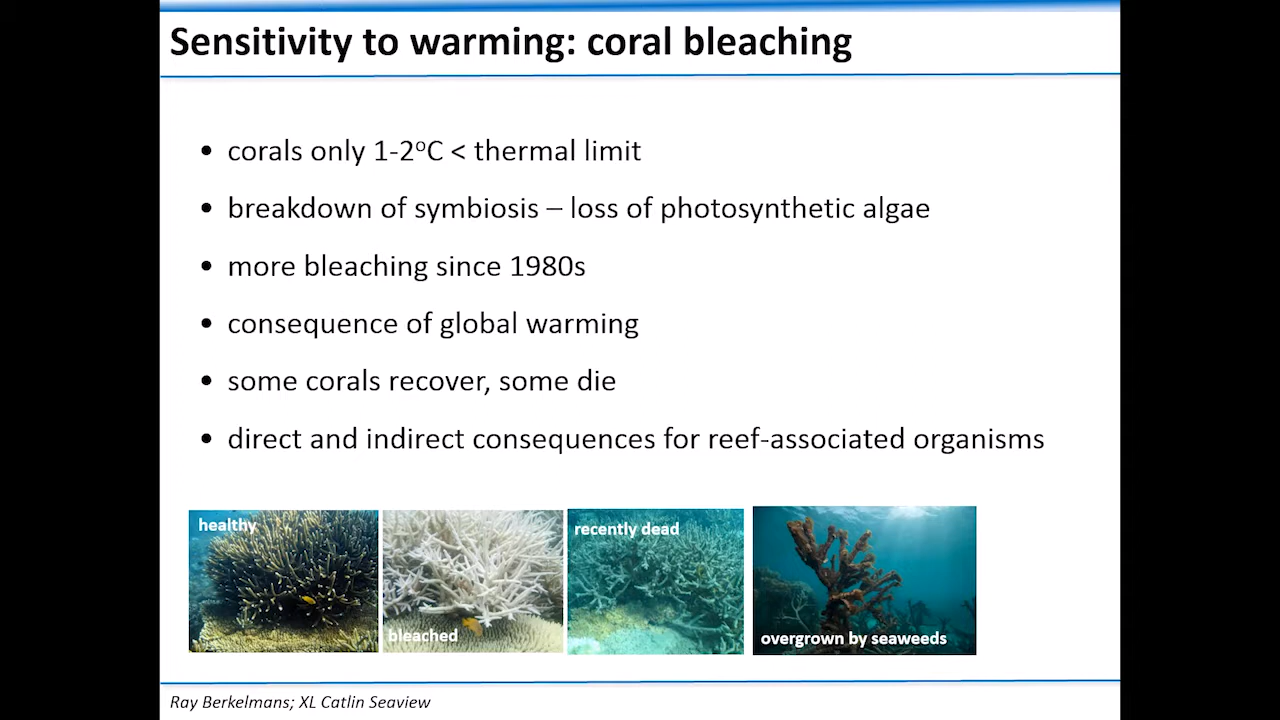 Sensitivity to warming: coral bleaching
• corals only 1-2°C < thermal limit
• breakdown of symbiosis – loss of photosynthetic algae
• more bleaching since 1980s
• consequence of global warming
• some corals recover, some die
• direct and indirect consequences for reef-associated organisms
healthy
bleached
recently dead
overgrown by seaweeds
Ray Berkelmans; XL Catlin Seaview